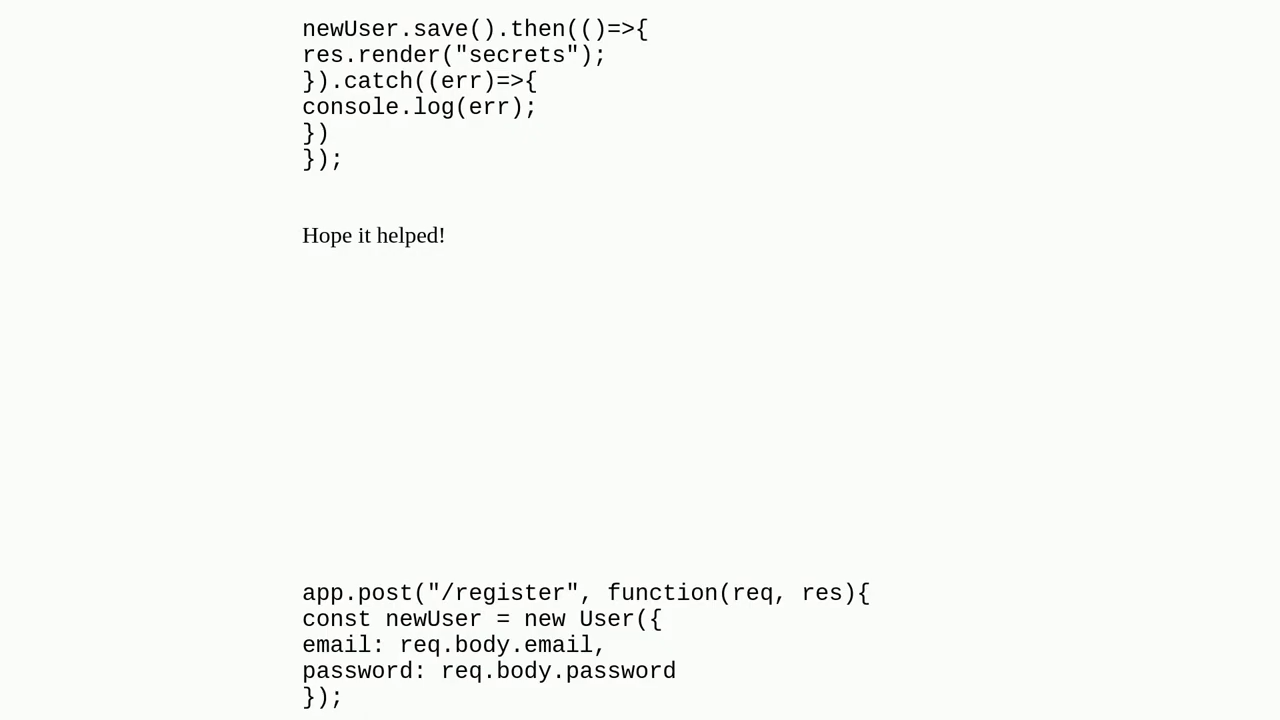 newUser.save().then(()=>{
res.render("secrets");
}).catch((err)=>{
console.log(err);
})
});
Hope it helped!
app.post("/register", function(req, res){
const newUser = new User({
email: req.body.email,
password: req.body.password
});